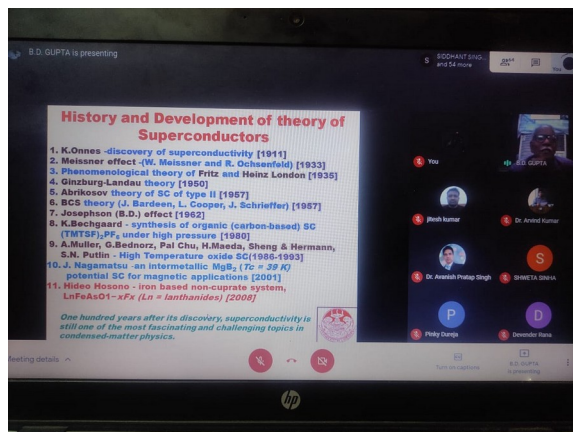 B.D. GUPTA is presenting
SIDDHANT SING...
and 54 more
S
You
History and Development of theory of
Superconductors
1. K.Onnes -discovery of superconductivity [1911]
2. Meissner effect -(W. Meissner and R. Ochsenfeld) [1933]
3. Phenomenological theory of Fritz and Heinz London [1935]
4. Ginzburg-Landau theory [1950]
5. Abrikosov theory of SC of type II [1957]
6. BCS theory (J. Bardeen, L. Cooper, J. Schrieffer) [1957]
7. Josephson (B.D.) effect [1962]
8. K.Bechgaard - synthesis of organic (carbon-based) SC
(TMTSF)₂PF₆ under high pressure [1980]
9. A.Muller, G.Bednorz, Pal Chu, H.Maeda, Sheng & Hermann,
S.N. Putlin - High Temperature oxide SC(1986-1993)
10. J. Nagamatsu -an intermetallic MgB₂ (Tc = 39 K)
potential SC for magnetic applications [2001]
11. Hideo Hosono - iron based non-cuprate system,
LnFeAsO1−xFx (Ln = lanthanides) [2008]
One hundred years after its discovery, superconductivity is
still one of the most fascinating and challenging topics in
condensed-matter physics.
You
B.D. GUPTA
jitesh kumar
Dr. Arvind Kumar
Dr. Avanish Pratap Singh
S
SHWETA SINHA
P
Pinky Dureja
D
Devender Rana
Meeting details
Turn on captions
B.D. GUPTA
is presenting
hp